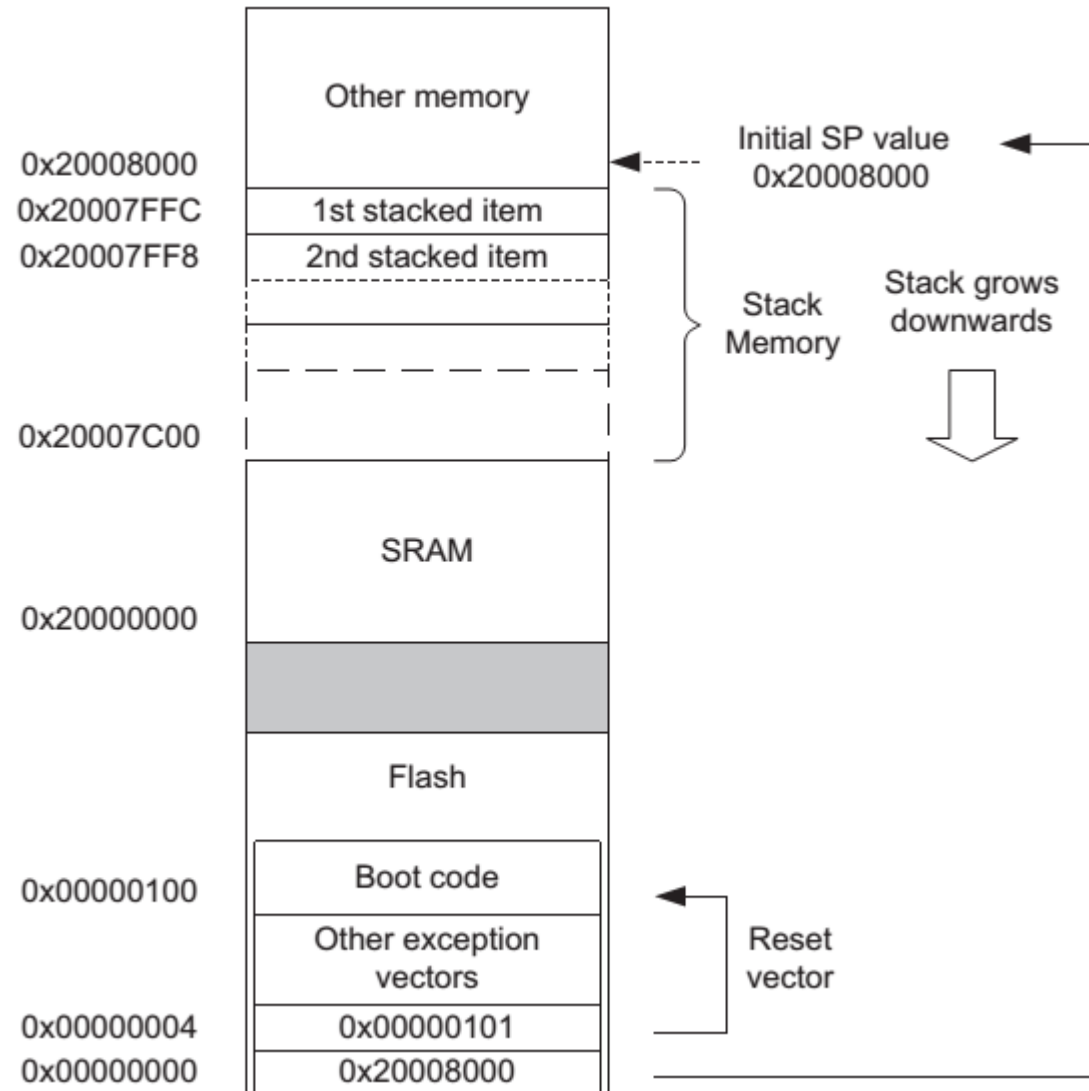 Other memory
Initial SP value
0x20008000
0x20008000
0x20007FFC
1st stacked item
0x20007FF8
2nd stacked item
Stack
Memory
Stack grows
downwards
0x20007C00
SRAM
0x20000000
Flash
0x00000100
Boot code
Other exception
vectors
Reset
vector
0x00000004
0x00000101
0x00000000
0x20008000